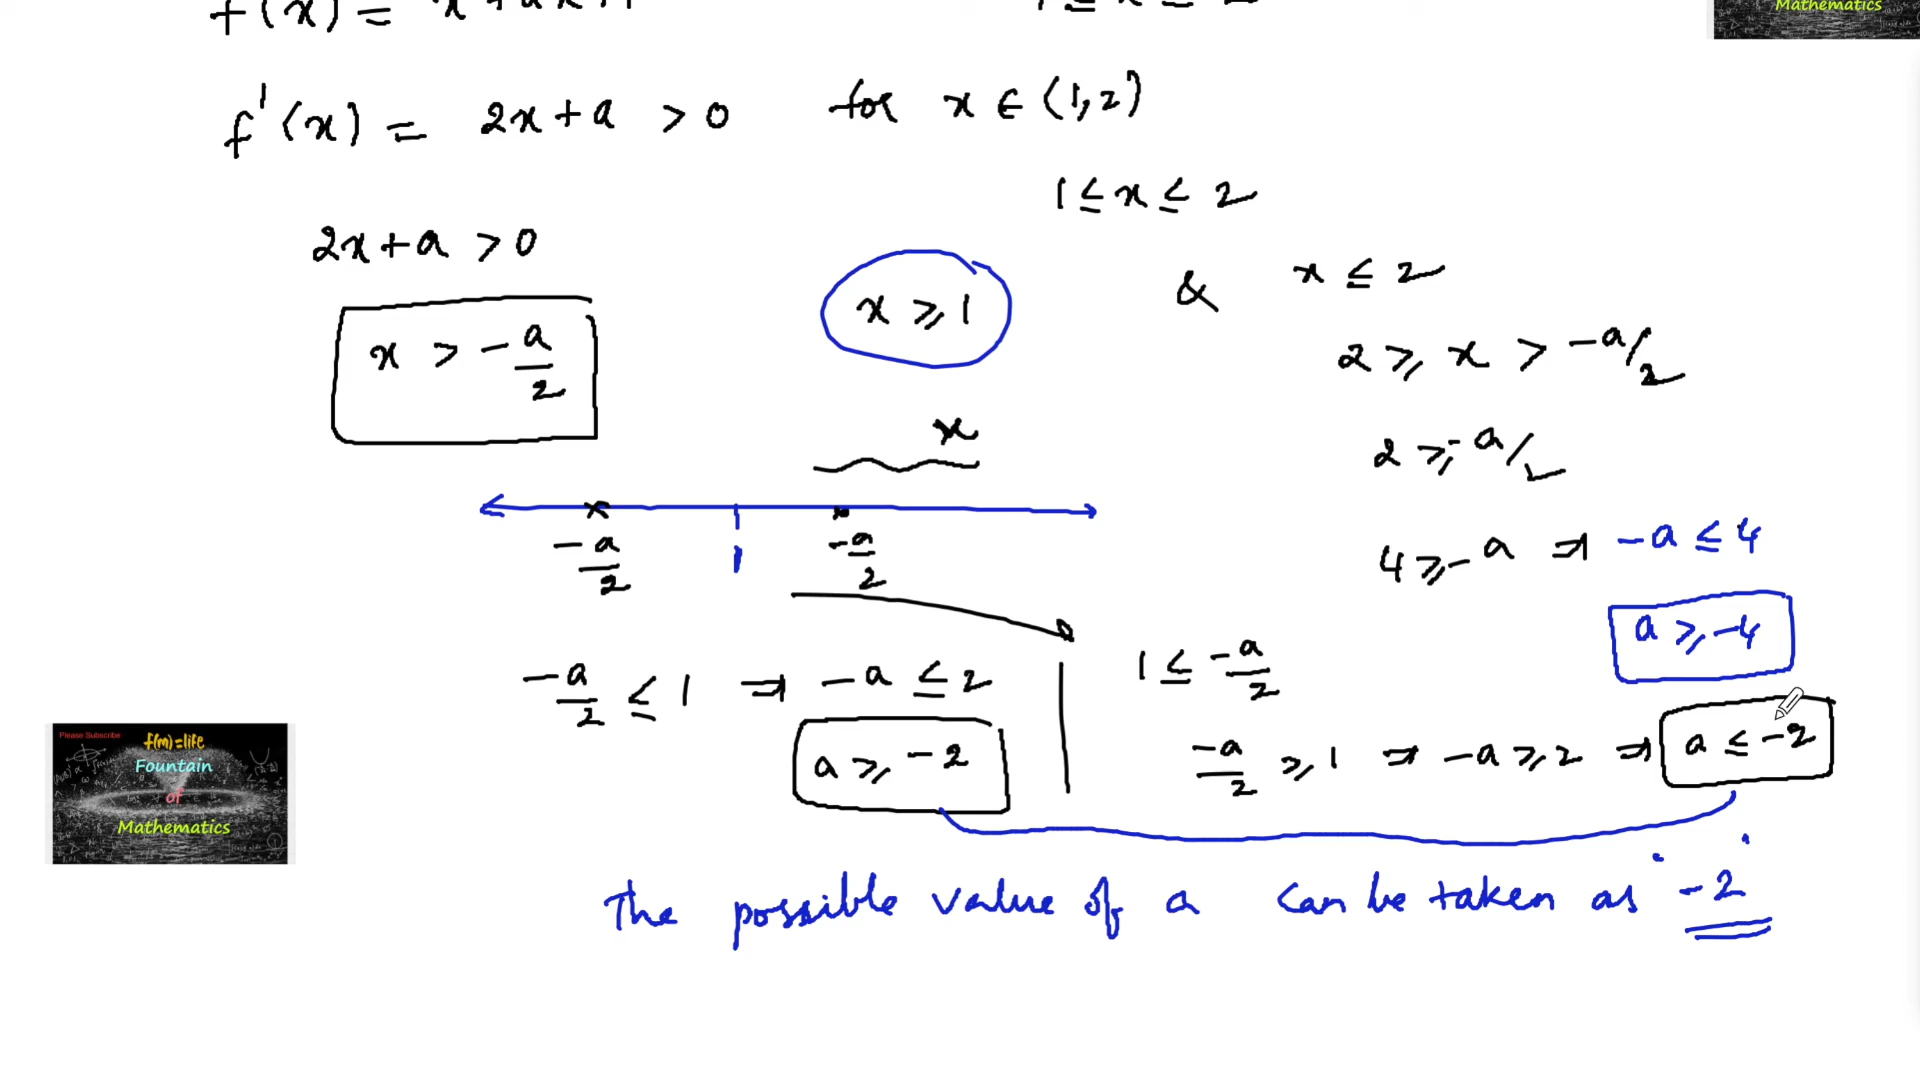 f'(x) = 2x + a > 0 for x ∈ (1, 2)
1 ≤ x ≤ 2
2x + a > 0
x > -a/2
x ≥ 1
& x ≤ 2
2 ≥ x > -a/2
x
2 ≥ -a/2
-a/2 1 -a/2
4 ≥ -a ⇒ -a ≤ 4
a ≥ -4
-a/2 ≤ 1 ⇒ -a ≤ 2
1 ≤ -a/2
a ≥ -2
-a/2 ≥ 1 ⇒ -a ≥ 2 ⇒ a ≤ -2
The possible value of a can be taken as '-2'
Mathematics
Please Subscribe
f(m)=life
Fountain
of
Mathematics